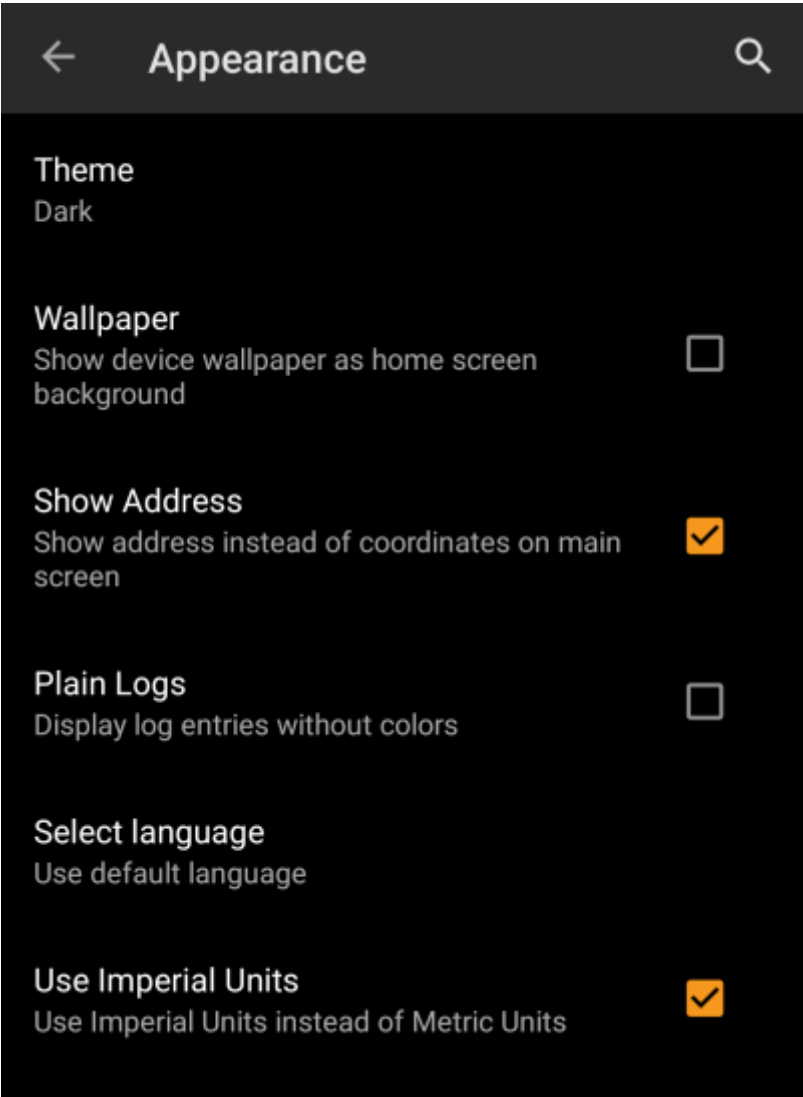 Appearance
Theme
Dark
Wallpaper
Show device wallpaper as home screen
background
Show Address
Show address instead of coordinates on main
screen
Plain Logs
Display log entries without colors
Select language
Use default language
Use Imperial Units
Use Imperial Units instead of Metric Units